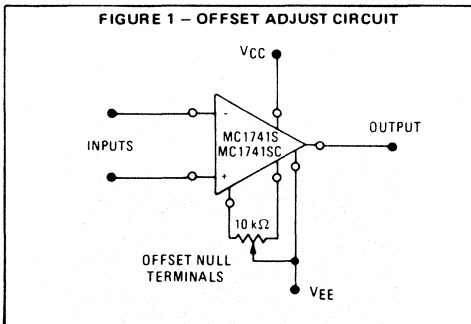 FIGURE 1 – OFFSET ADJUST CIRCUIT
VCC
-
MC1741S
MC1741SC
OUTPUT
INPUTS
+
10 kΩ
OFFSET NULL
TERMINALS
VEE